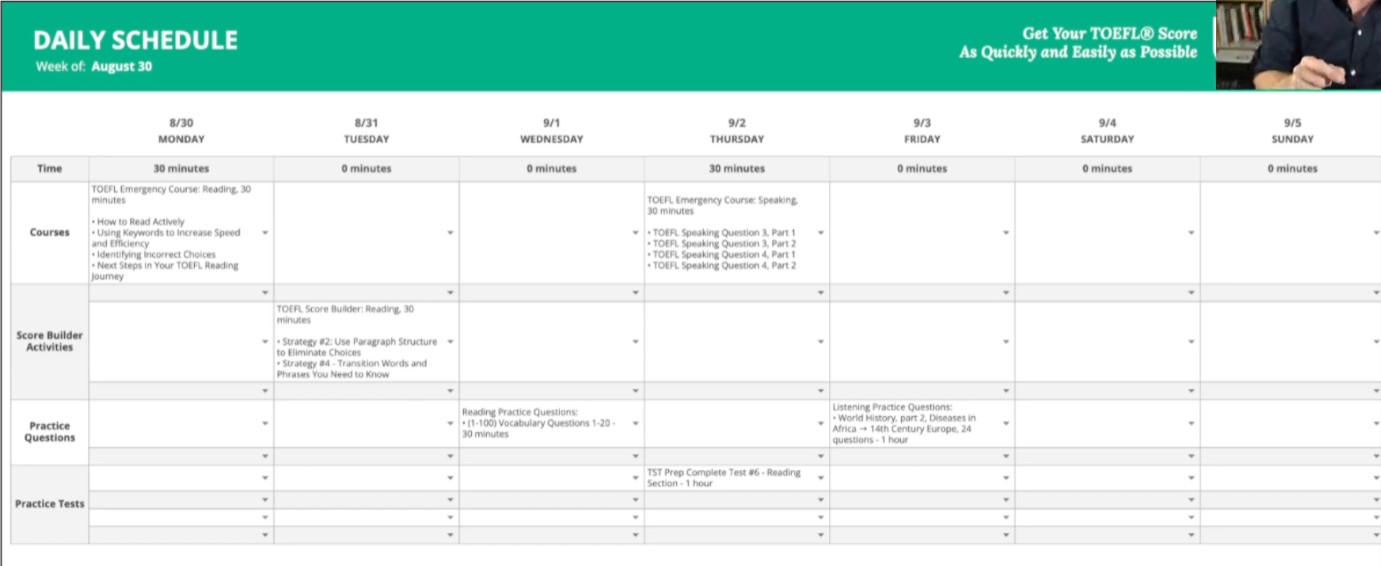 DAILY SCHEDULE
Week of: August 30
Get Your TOEFL® Score
As Quickly and Easily as Possible
8/30
MONDAY
8/31
TUESDAY
9/1
WEDNESDAY
9/2
THURSDAY
9/3
FRIDAY
9/4
SATURDAY
9/5
SUNDAY
Time
30 minutes
0 minutes
0 minutes
30 minutes
0 minutes
0 minutes
0 minutes
Courses
TOEFL Emergency Course: Reading, 30
minutes
• How to Read Actively
• Using Keywords to Increase Speed
and Efficiency
• Identifying Incorrect Choices
• Next Steps in Your TOEFL Reading
Journey
TOEFL Emergency Course: Speaking,
30 minutes
• TOEFL Speaking Question 3, Part 1
• TOEFL Speaking Question 3, Part 2
• TOEFL Speaking Question 4, Part 1
• TOEFL Speaking Question 4, Part 2
Score Builder
Activities
TOEFL Score Builder: Reading, 30
minutes
• Strategy #2: Use Paragraph Structure
to Eliminate Choices
• Strategy #4 - Transition Words and
Phrases You Need to Know
Practice
Questions
Reading Practice Questions:
• (1-100) Vocabulary Questions 1-20 -
30 minutes
Listening Practice Questions:
• World History, part 2, Diseases in
Africa → 14th Century Europe, 24
questions - 1 hour
Practice Tests
TST Prep Complete Test #6 - Reading
Section - 1 hour